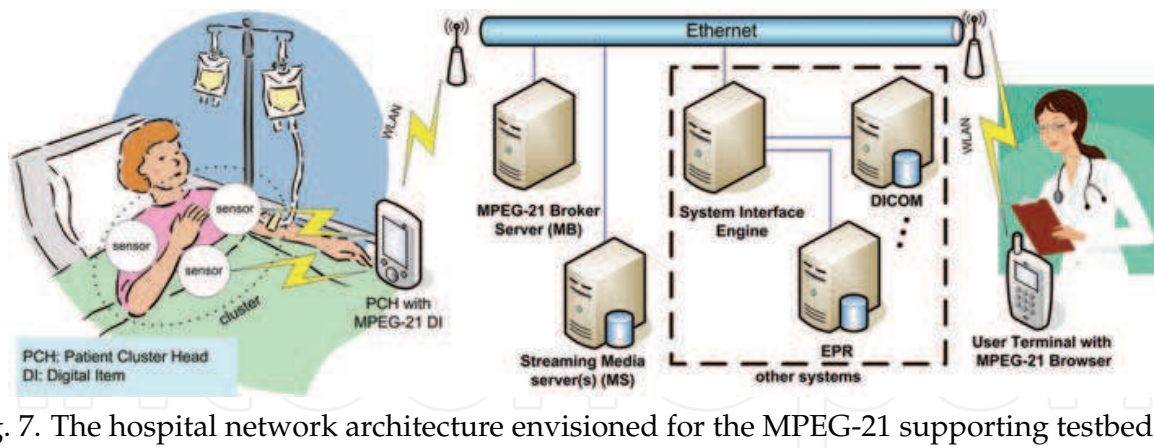 Ethernet
WLAN
WLAN
sensor
sensor
sensor
cluster
PCH with
MPEG-21 DI
MPEG-21 Broker
Server (MB)
Streaming Media
server(s) (MS)
System Interface
Engine
DICOM
EPR
other systems
User Terminal with
MPEG-21 Browser
PCH: Patient Cluster Head
DI: Digital Item
g. 7. The hospital network architecture envisioned for the MPEG-21 supporting testbed